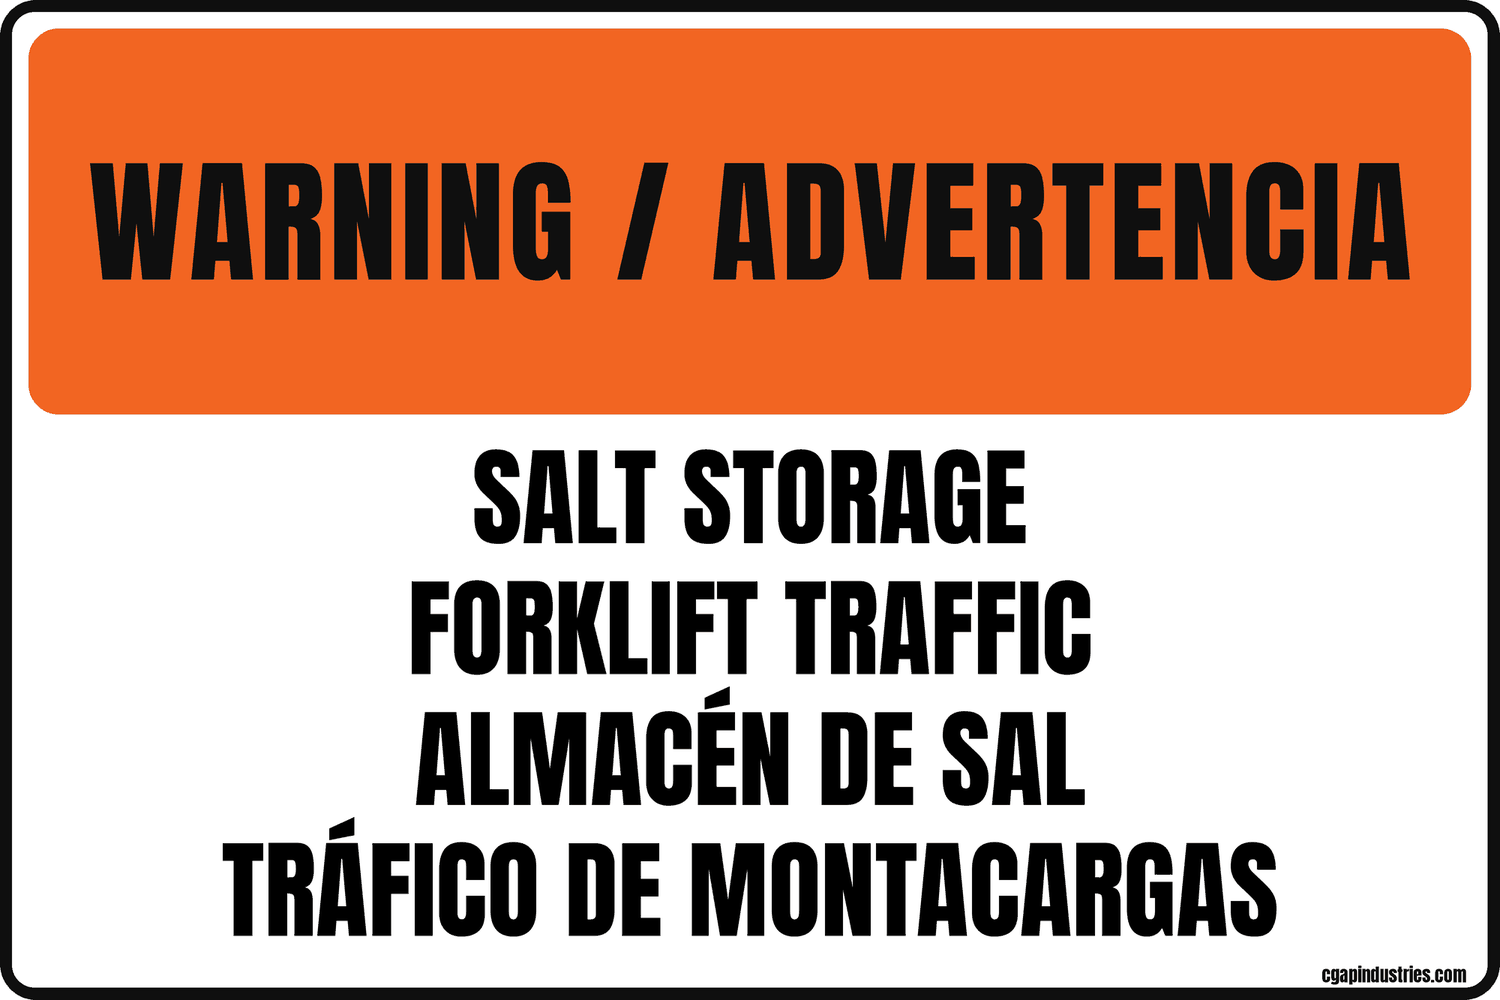 WARNING / ADVERTENCIA
SALT STORAGE
FORKLIFT TRAFFIC
ALMACÉN DE SAL
TRÁFICO DE MONTACARGAS
cgapindustries.com